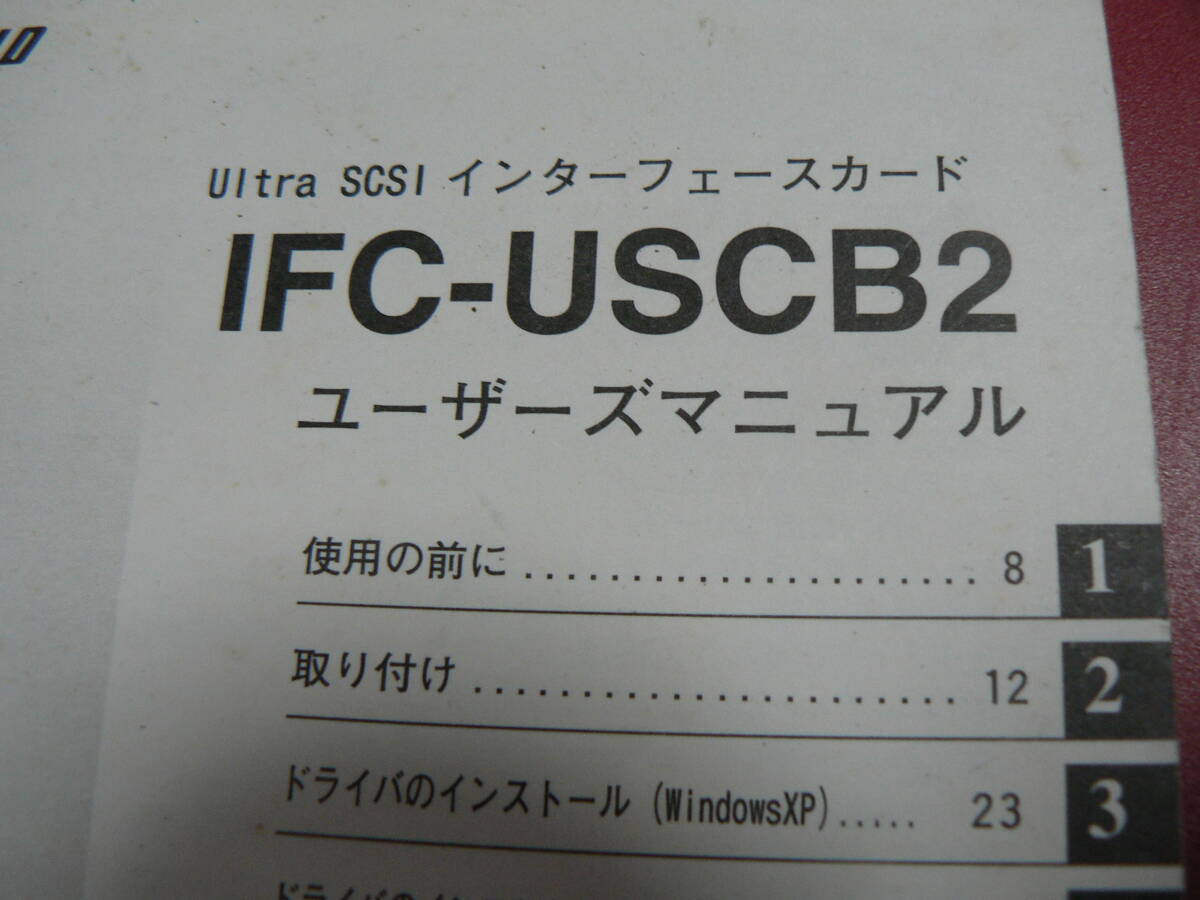 Ultra SCSI インターフェースカード
IFC-USCB2
ユーザーズマニュアル
使用の前に ...................... 8 1
取り付け ....................... 12 2
ドライバのインストール (WindowsXP) ..... 23 3